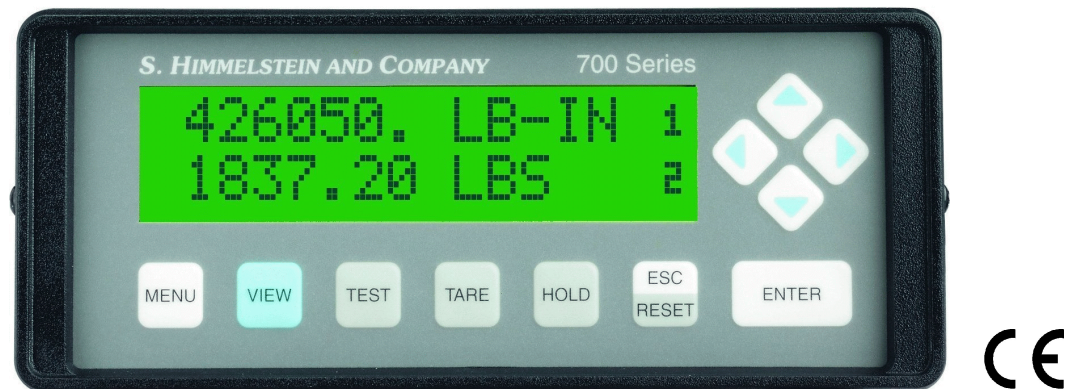 S. HIMMELSTEIN AND COMPANY 700 Series
426050. LB-IN 1
1837.20 LBS 2
MENU VIEW TEST TARE HOLD ESC RESET ENTER
CE